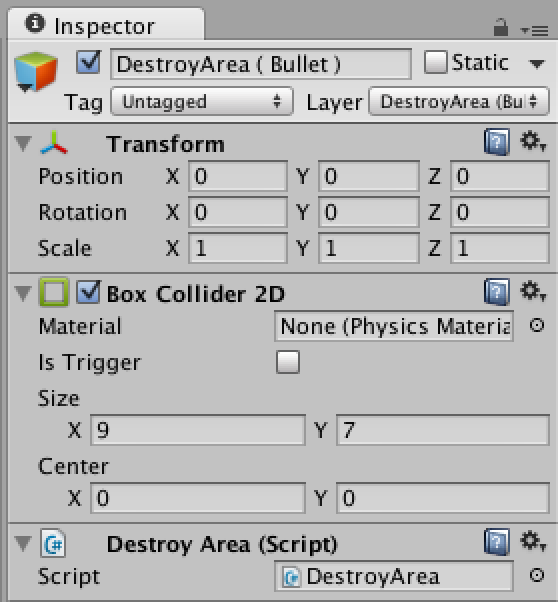 Inspector
DestroyArea ( Bullet ) Static
Tag Untagged Layer DestroyArea (Bul
Transform
Position X 0 Y 0 Z 0
Rotation X 0 Y 0 Z 0
Scale X 1 Y 1 Z 1
Box Collider 2D
Material None (Physics Materia
Is Trigger
Size
X 9 Y 7
Center
X 0 Y 0
Destroy Area (Script)
Script DestroyArea